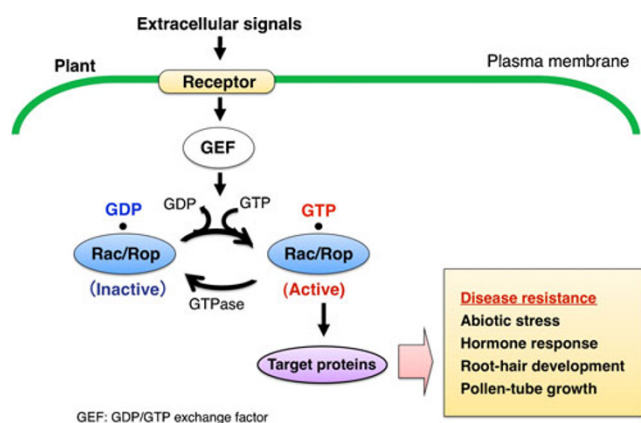 Extracellular signals
Plant
Plasma membrane
Receptor
GEF
GDP
GDP
GTP
GTP
Rac/Rop
Rac/Rop
(Inactive)
(Active)
GTPase
Target proteins
Disease resistance
Abiotic stress
Hormone response
Root-hair development
Pollen-tube growth
GEF: GDP/GTP exchange factor